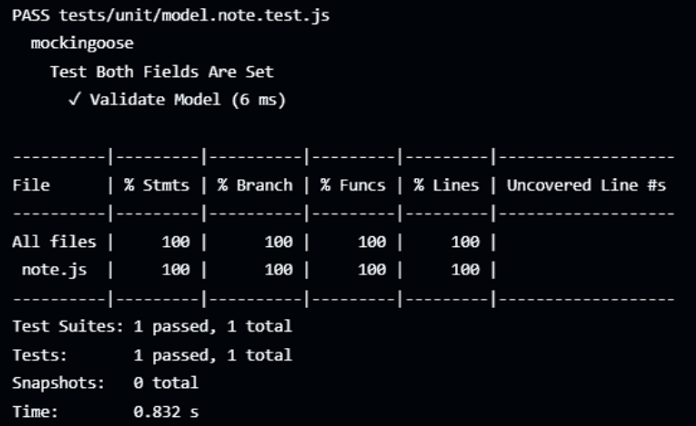 PASS tests/unit/model.note.test.js
  mockingoose
    Test Both Fields Are Set
      ✓ Validate Model (6 ms)

----------|---------|----------|---------|---------|-------------------
File      | % Stmts | % Branch | % Funcs | % Lines | Uncovered Line #s
----------|---------|----------|---------|---------|-------------------
All files |     100 |      100 |     100 |     100 |
 note.js  |     100 |      100 |     100 |     100 |
----------|---------|----------|---------|---------|-------------------
Test Suites: 1 passed, 1 total
Tests:       1 passed, 1 total
Snapshots:   0 total
Time:        0.832 s